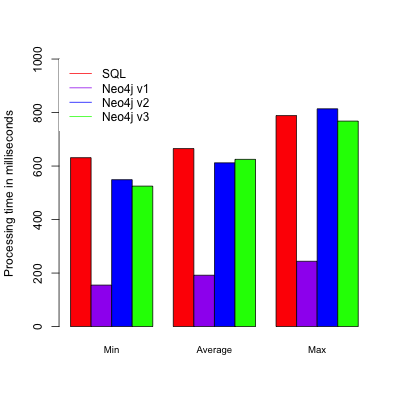 Processing time in milliseconds
1000
800
600
400
200
0
SQL
Neo4j v1
Neo4j v2
Neo4j v3
Min Average Max